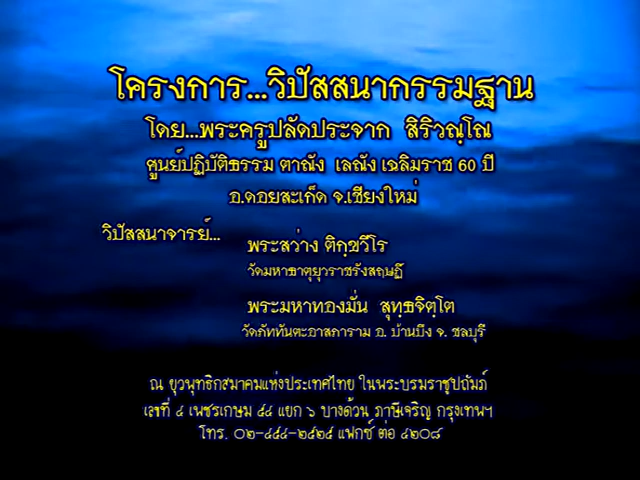 โครงการ...วิปัสสนากรรมฐาน
โดย...พระครูปลัดประจาก สิริวณฺโณ
ศูนย์ปฏิบัติธรรม ตาณัง เลณัง เฉลิมราช 60 ปี
อ.ดอยสะเก็ด จ.เชียงใหม่
วิปัสสนาจารย์...
พระสว่าง ติกฺขวีโร
วัดมหาธาตุยุวราชรังสฤษฎิ์
พระมหาทองมั่น สุทฺธจิตฺโต
วัดภัททันตะอาสภาราม อ. บ้านบึง จ. ชลบุรี
ณ ยุวพุทธิกสมาคมแห่งประเทศไทย ในพระบรมราชูปถัมภ์
เลขที่ ๔ เพชรเกษม ๕๔ แยก ๖ บางด้วน ภาษีเจริญ กรุงเทพฯ
โทร. ๐๒-๔๕๕-๒๕๒๕ แฟกซ์ ต่อ ๔๒๐๘